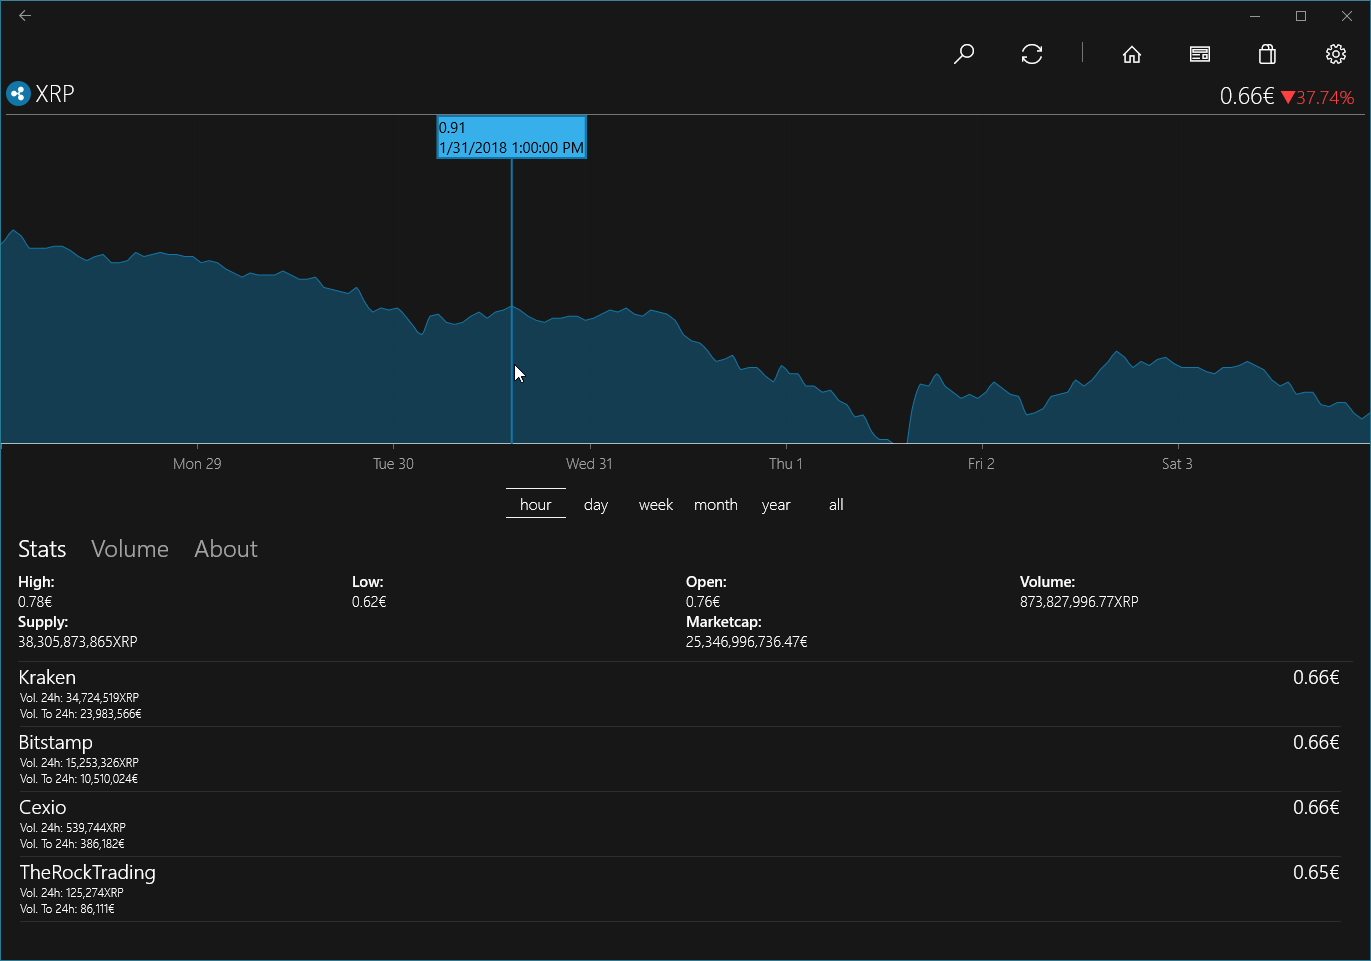 XRP
0.66€ ▼37.74%
0.91
1/31/2018 1:00:00 PM
Mon 29 Tue 30 Wed 31 Thu 1 Fri 2 Sat 3
hour day week month year all
Stats Volume About
High: Low: Open: Volume:
0.78€ 0.62€ 0.76€ 873,827,996.77XRP
Supply: Marketcap:
38,305,873,865XRP 25,346,996,736.47€
Kraken 0.66€
Vol. 24h: 34,724,519XRP
Vol. To 24h: 23,983,566€
Bitstamp 0.66€
Vol. 24h: 15,253,326XRP
Vol. To 24h: 10,510,024€
Cexio 0.66€
Vol. 24h: 539,744XRP
Vol. To 24h: 386,182€
TheRockTrading 0.65€
Vol. 24h: 125,274XRP
Vol. To 24h: 86,111€